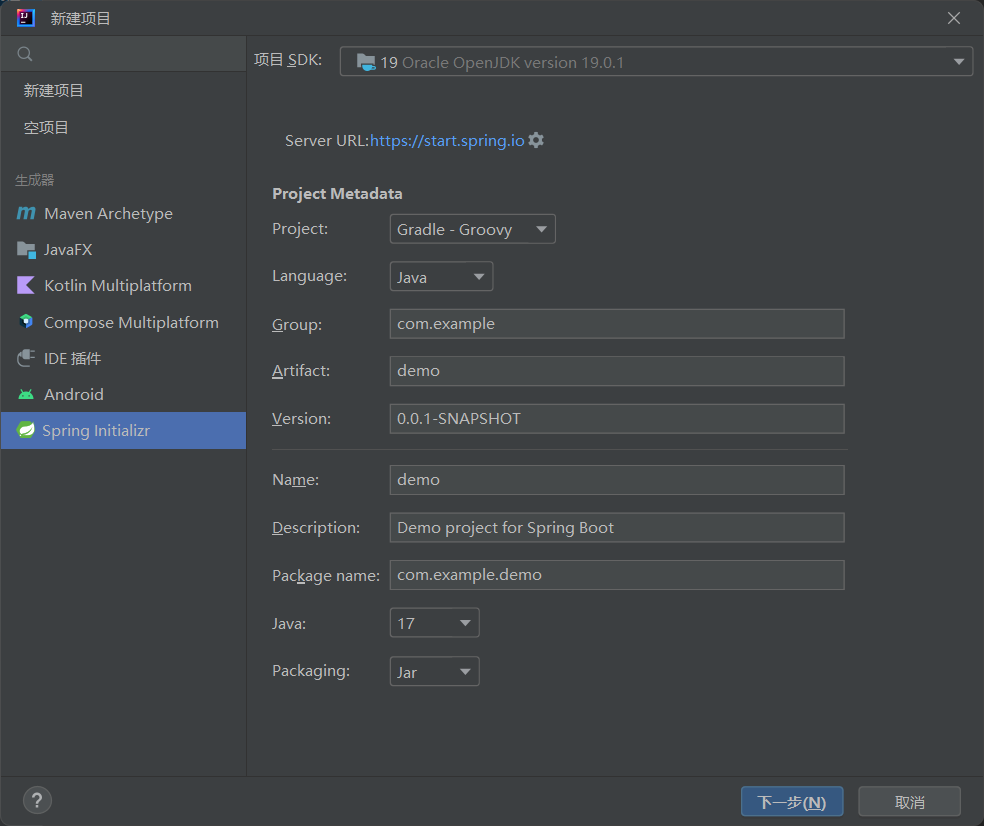 新建项目
项目 SDK: 19 Oracle OpenJDK version 19.0.1
新建项目
空项目
Server URL:https://start.spring.io
生成器
Project Metadata
Maven Archetype
Project: Gradle - Groovy
JavaFX
Language: Java
Kotlin Multiplatform
Group: com.example
Compose Multiplatform
IDE 插件
Artifact: demo
Android
Version: 0.0.1-SNAPSHOT
Spring Initializr
Name: demo
Description: Demo project for Spring Boot
Package name: com.example.demo
Java: 17
Packaging: Jar
? 下一步(N) 取消